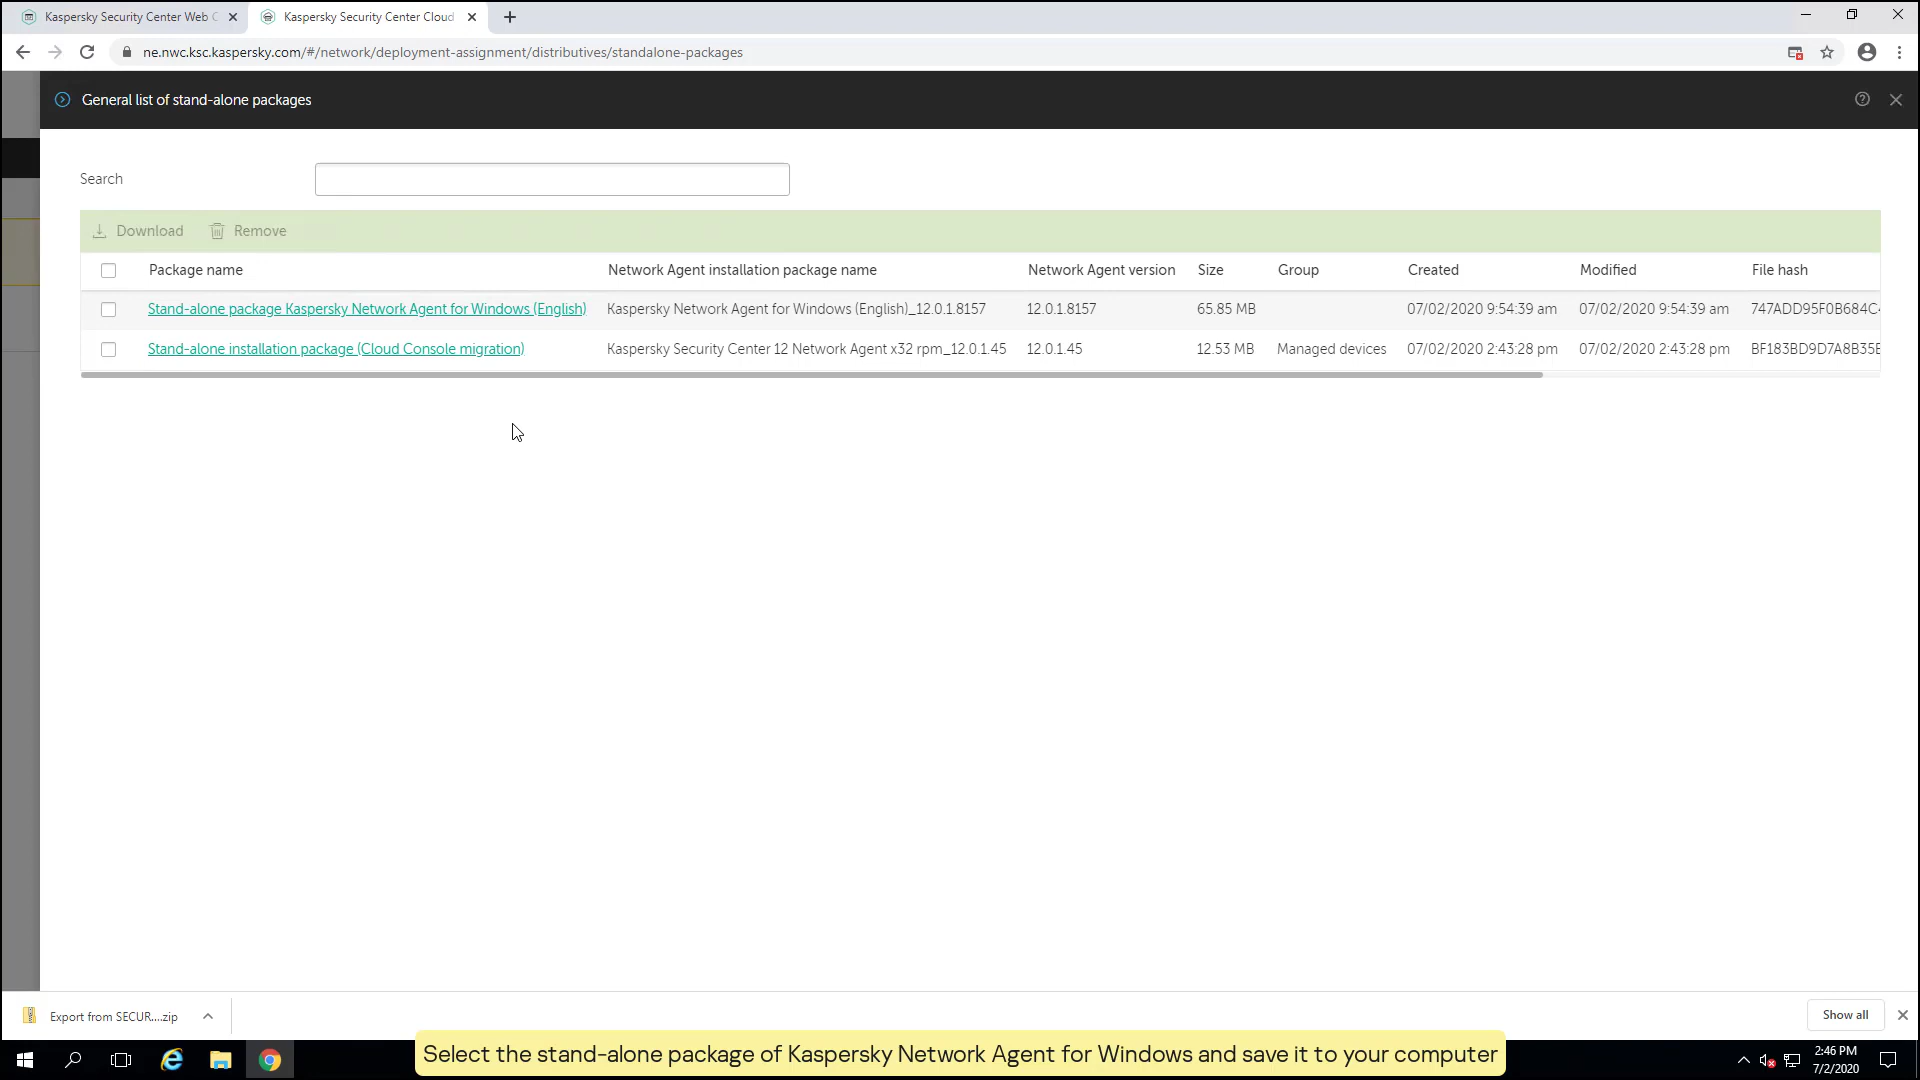 Kaspersky Security Center Web C
Kaspersky Security Center Cloud
ne.nwc.ksc.kaspersky.com/#/network/deployment-assignment/distributives/standalone-packages
General list of stand-alone packages
Search
Download Remove
Package name Network Agent installation package name Network Agent version Size Group Created Modified File hash
Stand-alone package Kaspersky Network Agent for Windows (English) Kaspersky Network Agent for Windows (English)_12.0.1.8157 12.0.1.8157 65.85 MB 07/02/2020 9:54:39 am 07/02/2020 9:54:39 am 747ADD95F0B684C
Stand-alone installation package (Cloud Console migration) Kaspersky Security Center 12 Network Agent x32 rpm_12.0.1.45 12.0.1.45 12.53 MB Managed devices 07/02/2020 2:43:28 pm 07/02/2020 2:43:28 pm BF183BD9D7A8B35E
Export from SECUR....zip
Show all
Select the stand-alone package of Kaspersky Network Agent for Windows and save it to your computer
2:46 PM
7/2/2020